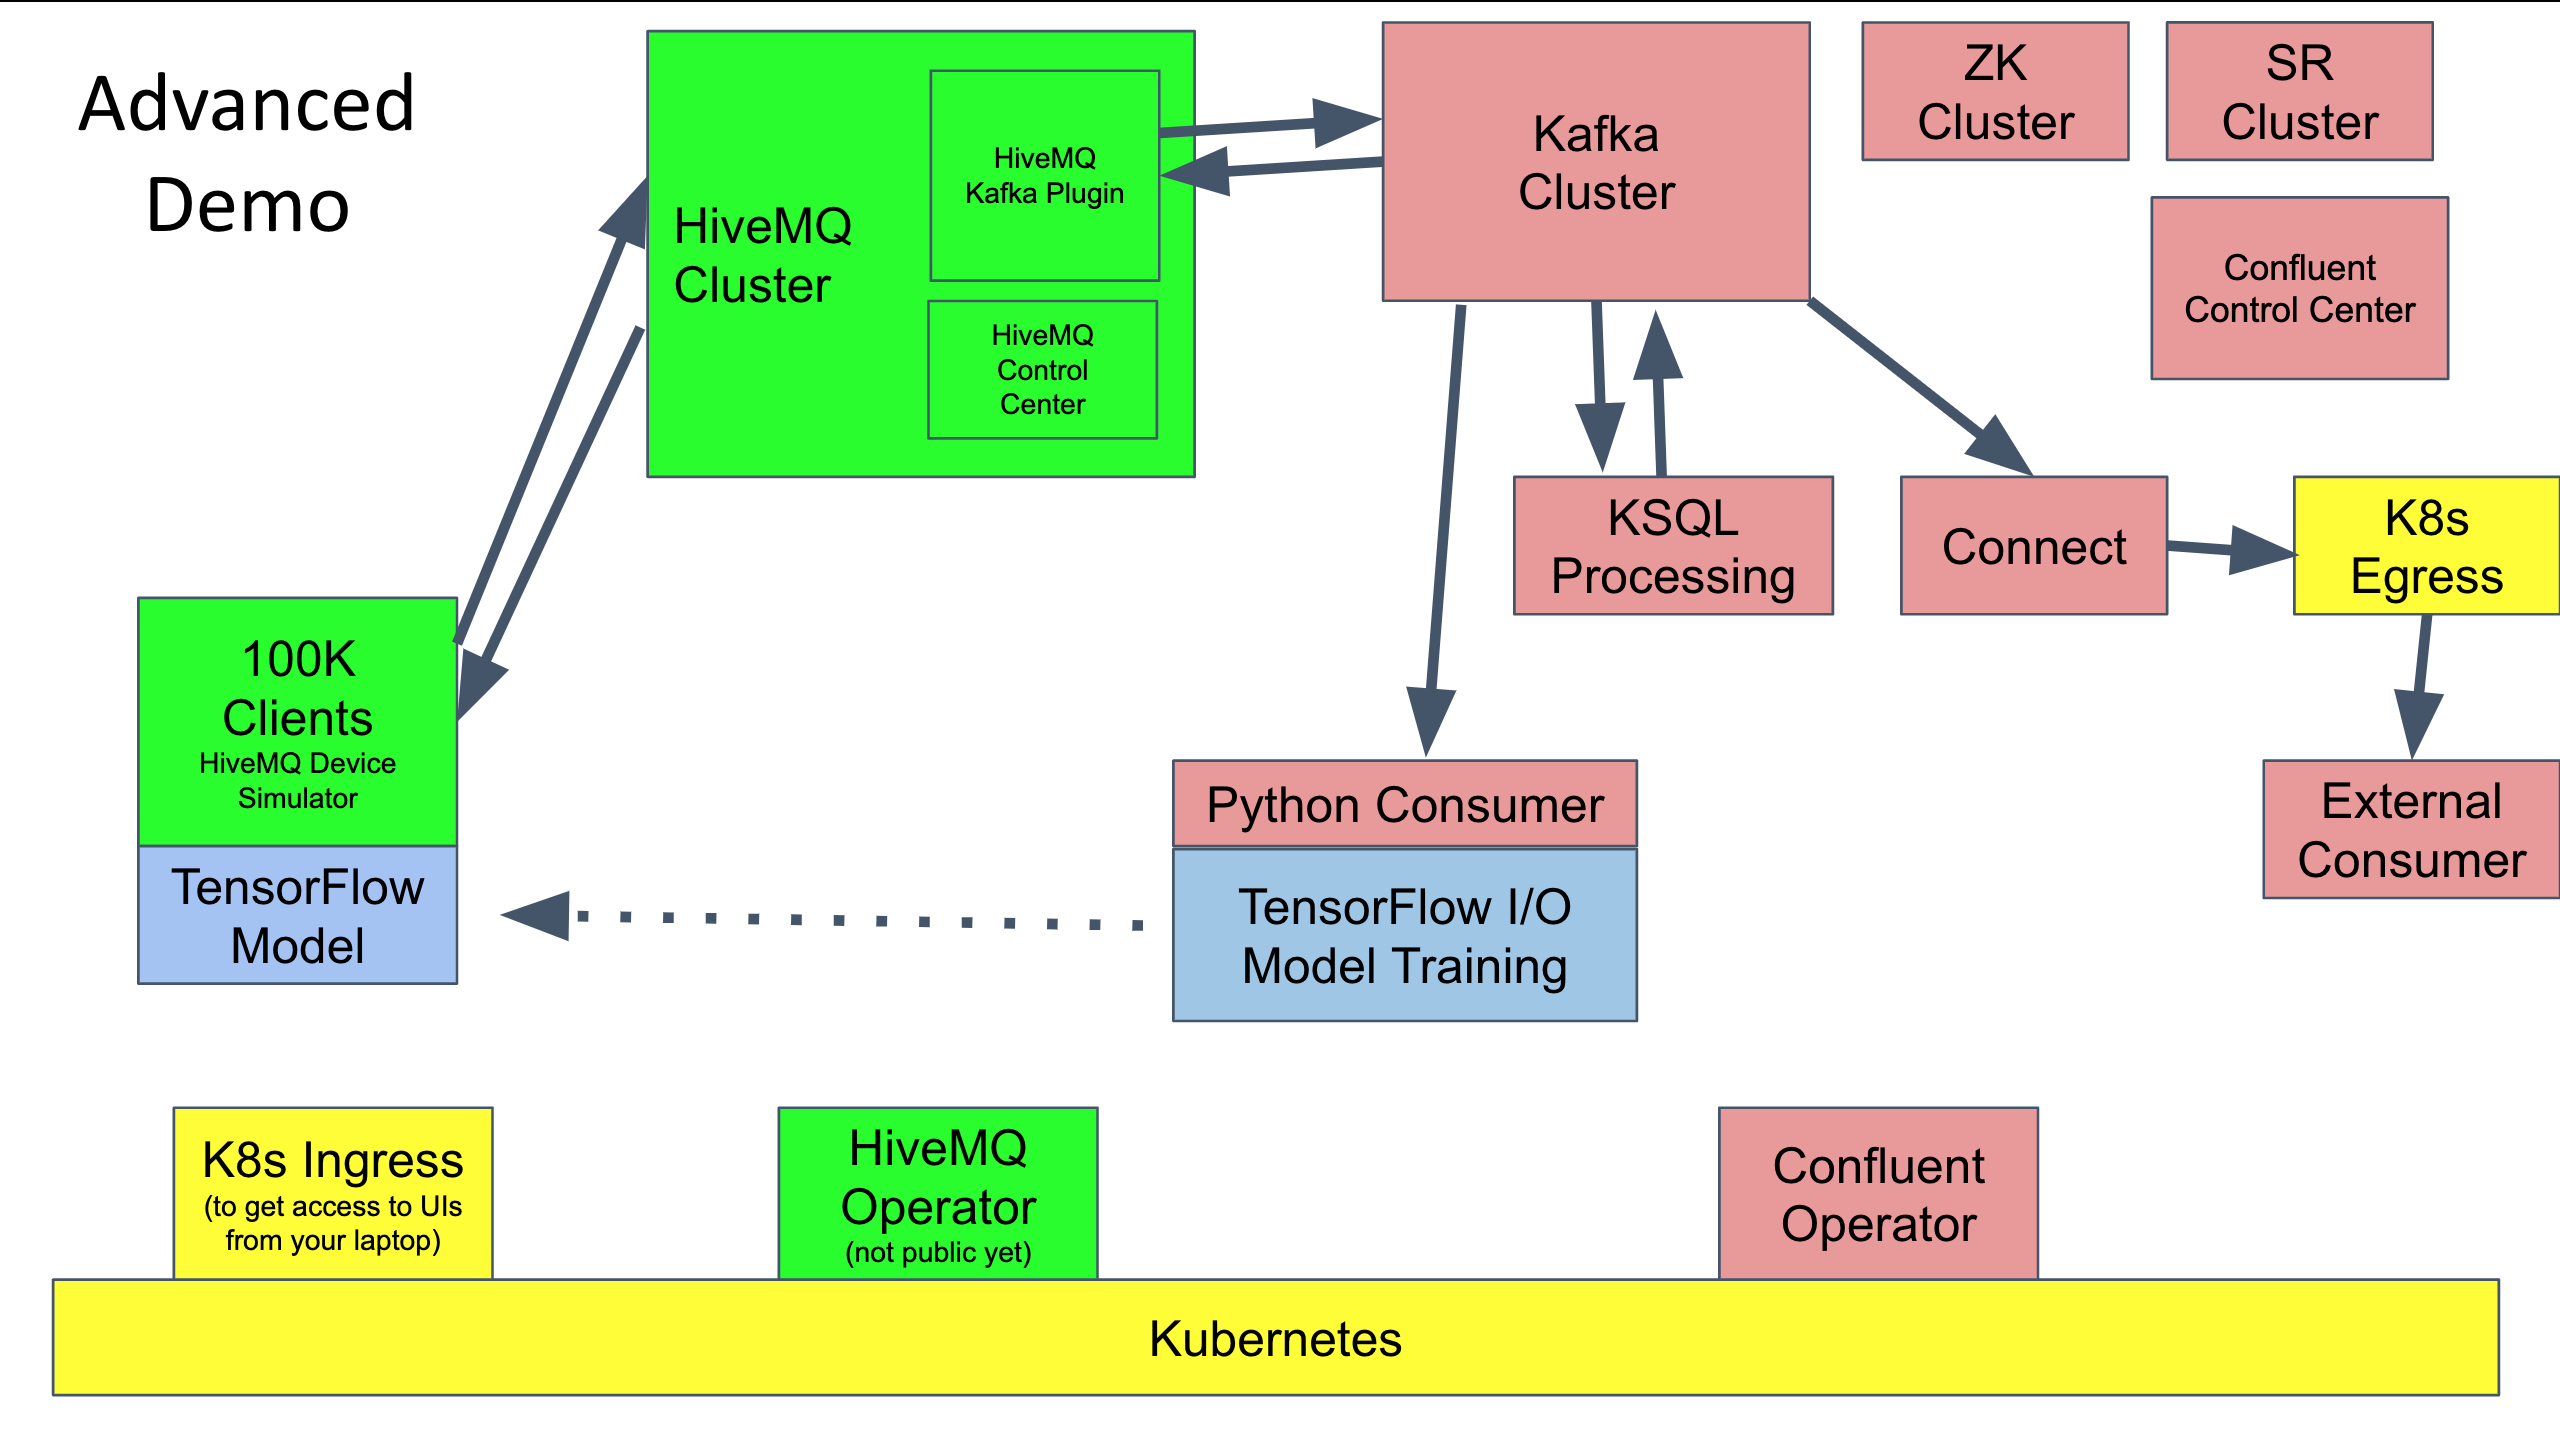 Advanced
Demo
HiveMQ
Cluster
HiveMQ
Kafka Plugin
HiveMQ
Control
Center
Kafka
Cluster
ZK
Cluster
SR
Cluster
Confluent
Control Center
KSQL
Processing
Connect
K8s
Egress
100K
Clients
HiveMQ Device
Simulator
TensorFlow
Model
Python Consumer
TensorFlow I/O
Model Training
External
Consumer
K8s Ingress
(to get access to UIs
from your laptop)
HiveMQ
Operator
(not public yet)
Confluent
Operator
Kubernetes